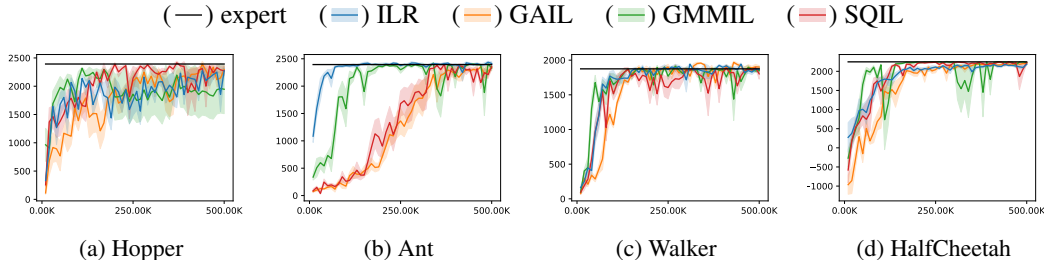 ( ) expert ( ) ILR ( ) GAIL ( ) GMMIL ( ) SQIL
2500
2000
1500
1000
500
0
0.00K 250.00K 500.00K
(a) Hopper
2500
2000
1500
1000
500
0
0.00K 250.00K 500.00K
(b) Ant
2000
1500
1000
500
0
0.00K 250.00K 500.00K
(c) Walker
2000
1500
1000
500
0
−500
−1000
0.00K 250.00K 500.00K
(d) HalfCheetah